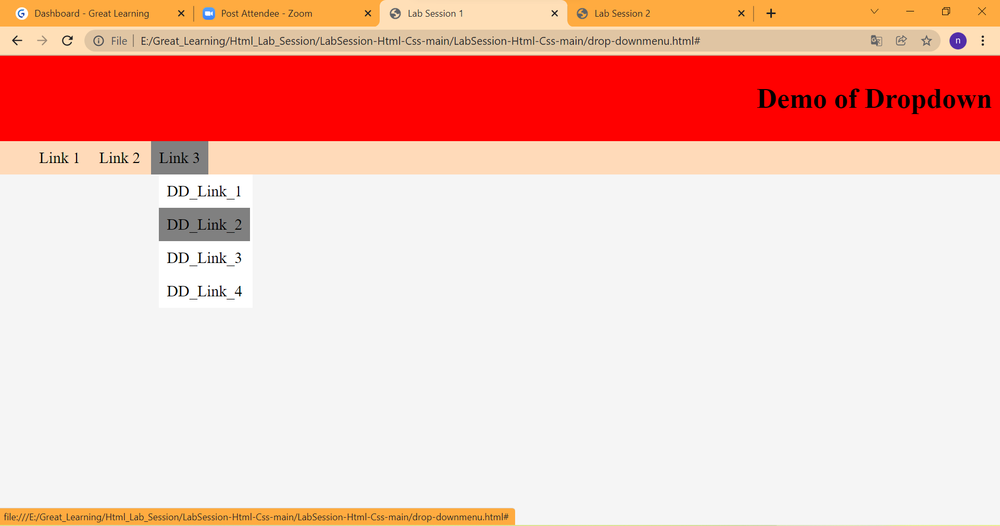 Dashboard - Great Learning
Post Attendee - Zoom
Lab Session 1
Lab Session 2
File
E:/Great_Learning/Html_Lab_Session/LabSession-Html-Css-main/LabSession-Html-Css-main/drop-downmenu.html#
n
Demo of Dropdown
Link 1 Link 2 Link 3
DD_Link_1
DD_Link_2
DD_Link_3
DD_Link_4
file:///E:/Great_Learning/Html_Lab_Session/LabSession-Html-Css-main/LabSession-Html-Css-main/drop-downmenu.html#